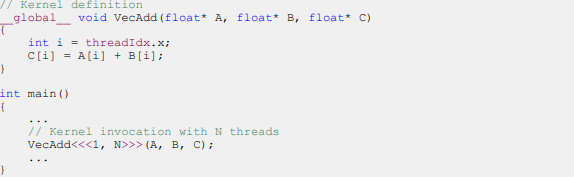 // Kernel definition
__global__ void VecAdd(float* A, float* B, float* C)
{
    int i = threadIdx.x;
    C[i] = A[i] + B[i];
}

int main()
{
    ...
    // Kernel invocation with N threads
    VecAdd<<<1, N>>>(A, B, C);
    ...
}